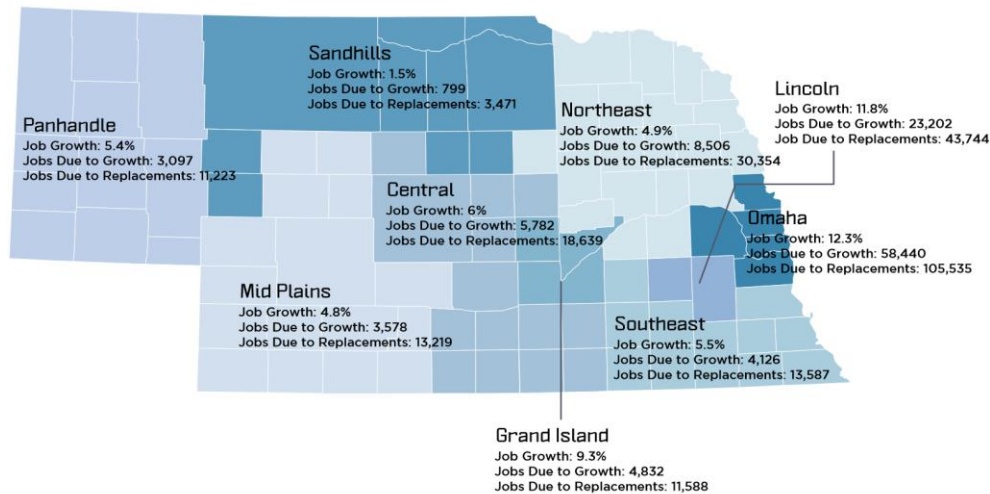 Sandhills
Job Growth: 1.5%
Jobs Due to Growth: 799
Jobs Due to Replacements: 3,471
Lincoln
Job Growth: 11.8%
Jobs Due to Growth: 23,202
Job Due to Replacements: 43,744
Northeast
Job Growth: 4.9%
Jobs Due to Growth: 8,506
Jobs Due to Replacements: 30,354
Panhandle
Job Growth: 5.4%
Jobs Due to Growth: 3,097
Jobs Due to Replacements: 11,223
Central
Job Growth: 6%
Jobs Due to Growth: 5,782
Jobs Due to Replacements: 18,639
Omaha
Job Growth: 12.3%
Jobs Due to Growth: 58,440
Jobs Due to Replacements: 105,535
Mid Plains
Job Growth: 4.8%
Jobs Due to Growth: 3,578
Jobs Due to Replacements: 13,219
Southeast
Job Growth: 5.5%
Jobs Due to Growth: 4,126
Jobs Due to Replacements: 13,587
Grand Island
Job Growth: 9.3%
Jobs Due to Growth: 4,832
Jobs Due to Replacements: 11,588